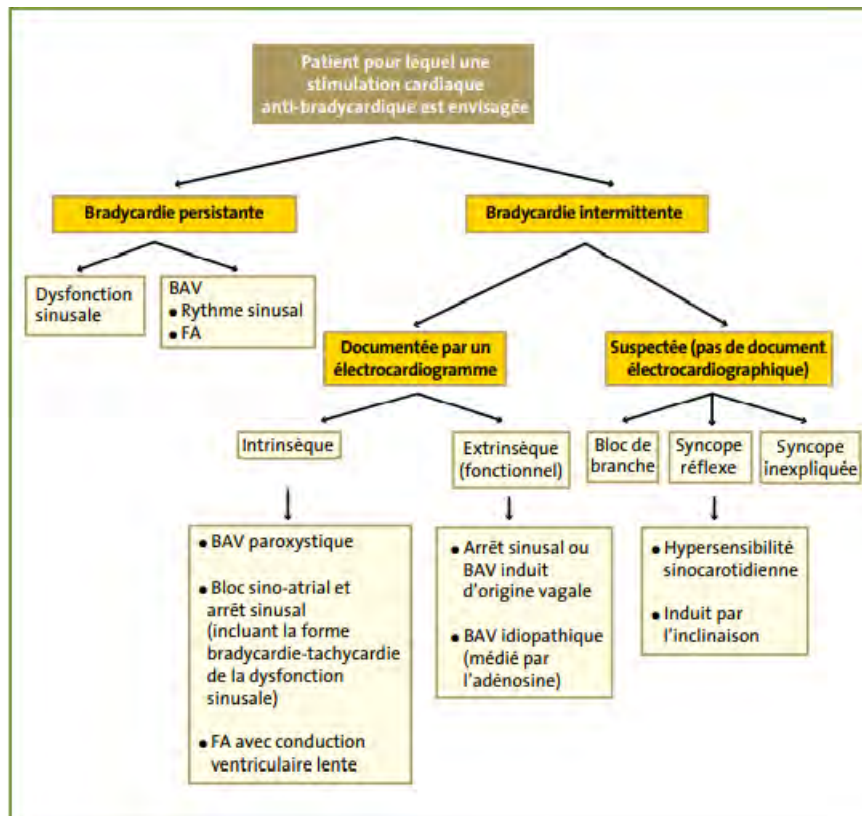 Patient pour lequel une
stimulation cardiaque
anti-bradycardique est envisagée
Bradycardie persistante
Bradycardie intermittente
Dysfonction
sinusale
BAV
● Rythme sinusal
● FA
Documentée par un
électrocardiogramme
Suspectée (pas de document
électrocardiographique)
Intrinsèque
Extrinsèque
(fonctionnel)
Bloc de
branche
Syncope
réflexe
Syncope
inexpliquée
● BAV paroxystique
● Bloc sino-atrial et
arrêt sinusal
(incluant la forme
bradycardie-tachycardie
de la dysfonction
sinusale)
● FA avec conduction
ventriculaire lente
● Arrêt sinusal ou
BAV induit
d'origine vagale
● BAV idiopathique
(médié par
l'adénosine)
● Hypersensibilité
sinocarotidienne
● Induit par
l'inclinaison